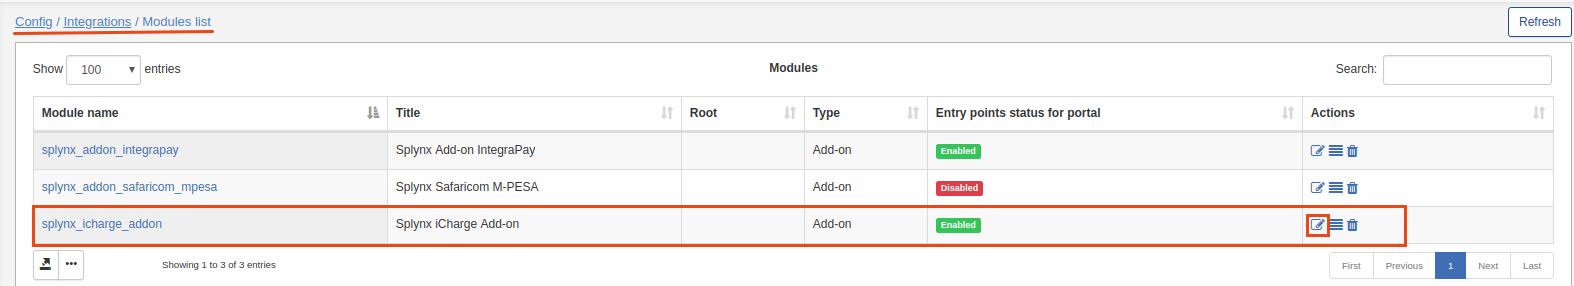 Config / Integrations / Modules list
Refresh
Show 100 entries
Modules
Search:
Module name Title Root Type Entry points status for portal Actions
splynx_addon_integrapay Splynx Add-on IntegraPay Add-on Enabled
splynx_addon_safaricom_mpesa Splynx Safaricom M-PESA Add-on Disabled
splynx_icharge_addon Splynx iCharge Add-on Add-on Enabled
Showing 1 to 3 of 3 entries
First Previous 1 Next Last